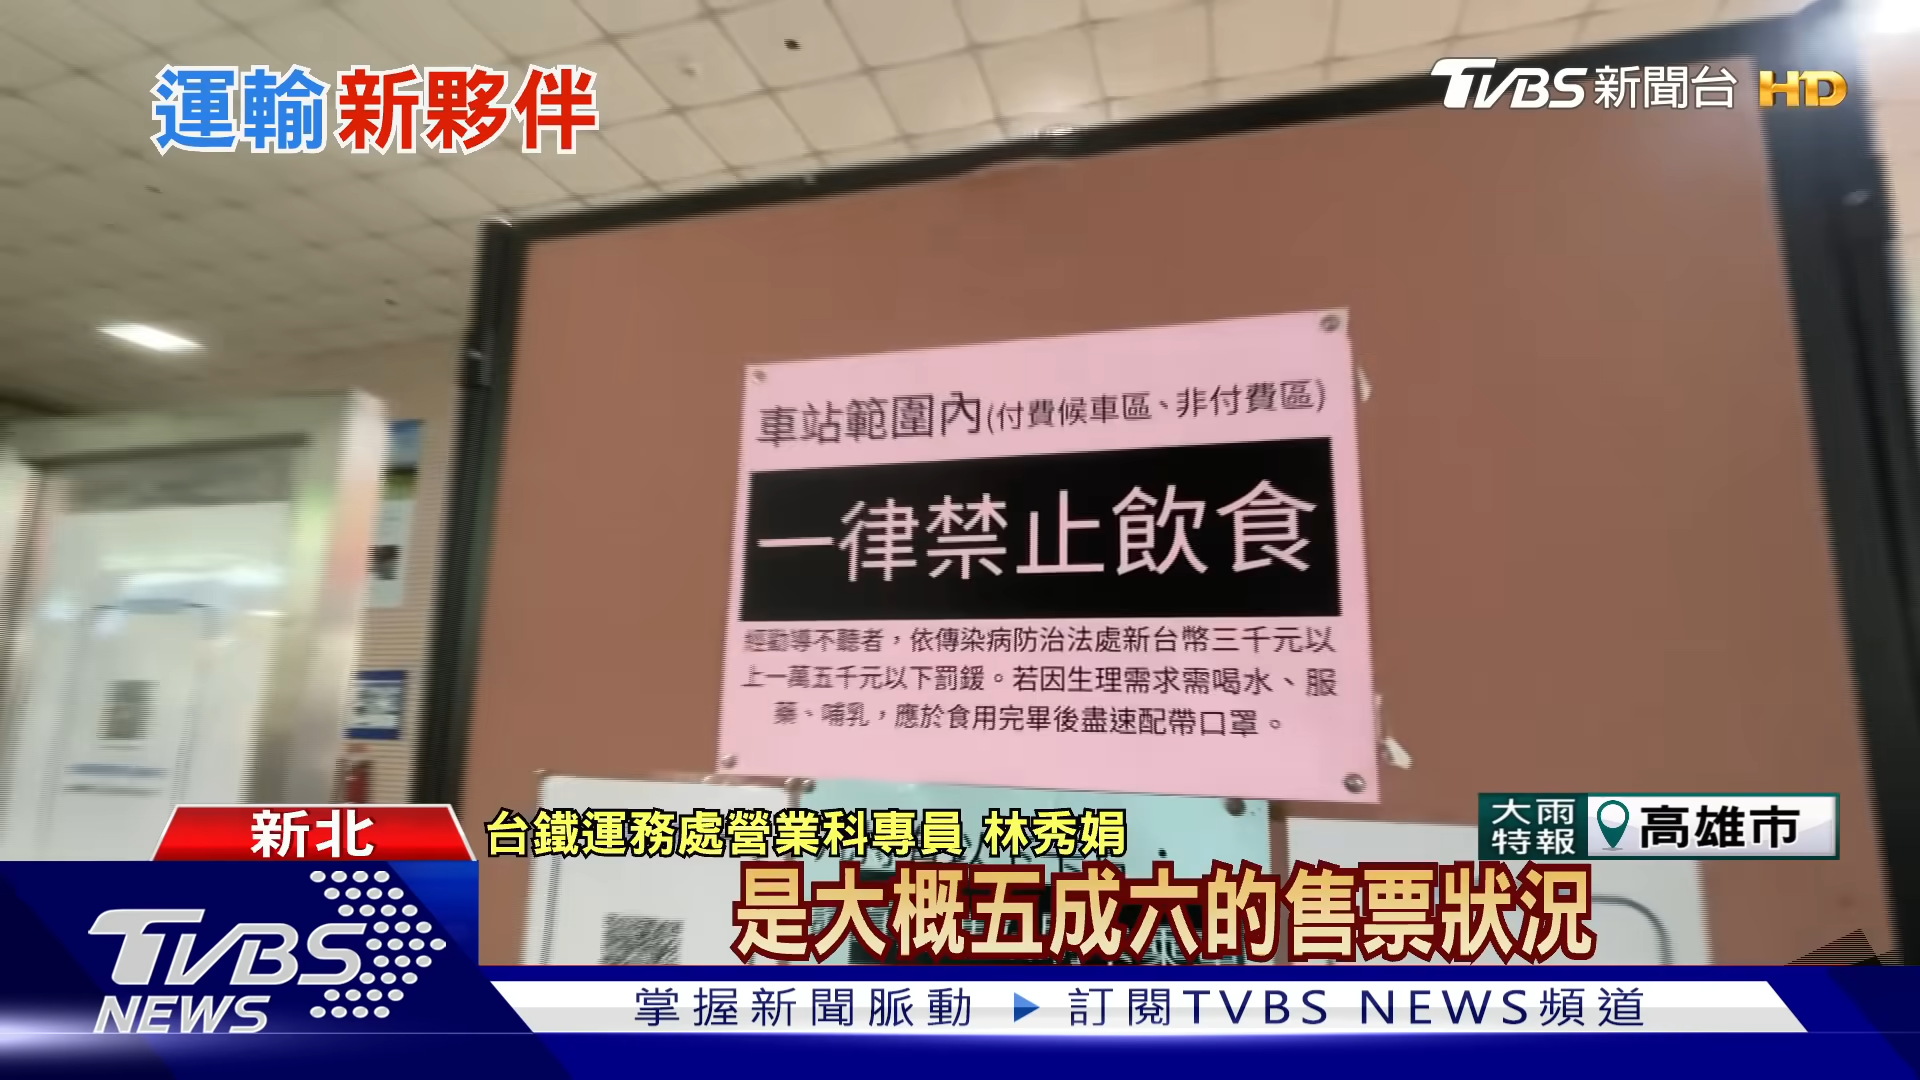 運輸新夥伴
TVBS新聞台 HD
車站範圍內(付費候車區、非付費區)
一律禁止飲食
經勸導不聽者,依傳染病防治法處新台幣三千元以
上一萬五千元以下罰鍰。若因生理需求需喝水、服
藥、哺乳,應於食用完畢後盡速配帶口罩。
大雨
特報
高雄市
新北
台鐵運務處營業科專員 林秀娟
是大概五成六的售票狀況
TVBS
NEWS
掌握新聞脈動 ▶ 訂閱TVBS NEWS頻道